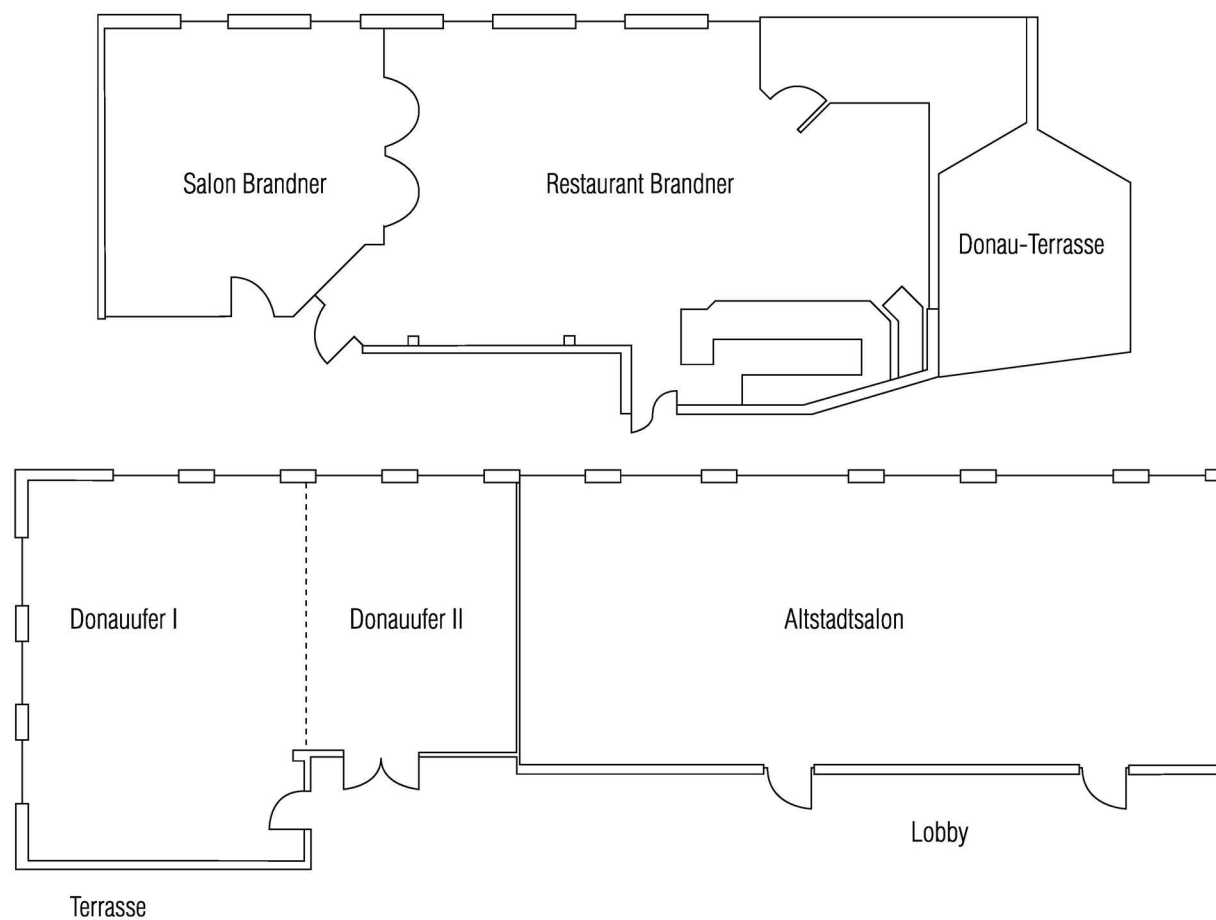 Salon Brandner
Restaurant Brandner
Donau-Terrasse
Donauufer I
Donauufer II
Altstadtsalon
Lobby
Terrasse